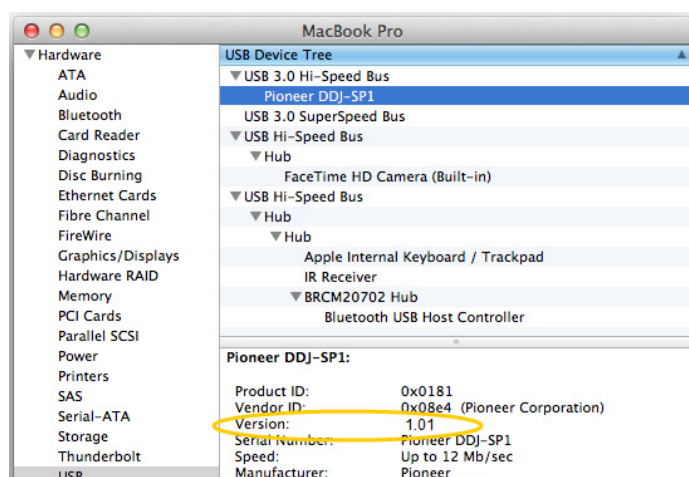 MacBook Pro
Hardware
ATA
Audio
Bluetooth
Card Reader
Diagnostics
Disc Burning
Ethernet Cards
Fibre Channel
FireWire
Graphics/Displays
Hardware RAID
Memory
PCI Cards
Parallel SCSI
Power
Printers
SAS
Serial-ATA
Storage
Thunderbolt
USB
USB Device Tree
USB 3.0 Hi-Speed Bus
Pioneer DDJ-SP1
USB 3.0 SuperSpeed Bus
USB Hi-Speed Bus
Hub
FaceTime HD Camera (Built-in)
USB Hi-Speed Bus
Hub
Hub
Apple Internal Keyboard / Trackpad
IR Receiver
BRCM20702 Hub
Bluetooth USB Host Controller
Pioneer DDJ-SP1:
Product ID: 0x0181
Vendor ID: 0x08e4 (Pioneer Corporation)
Version: 1.01
Serial Number: Pioneer DDJ-SP1
Speed: Up to 12 Mb/sec
Manufacturer: Pioneer